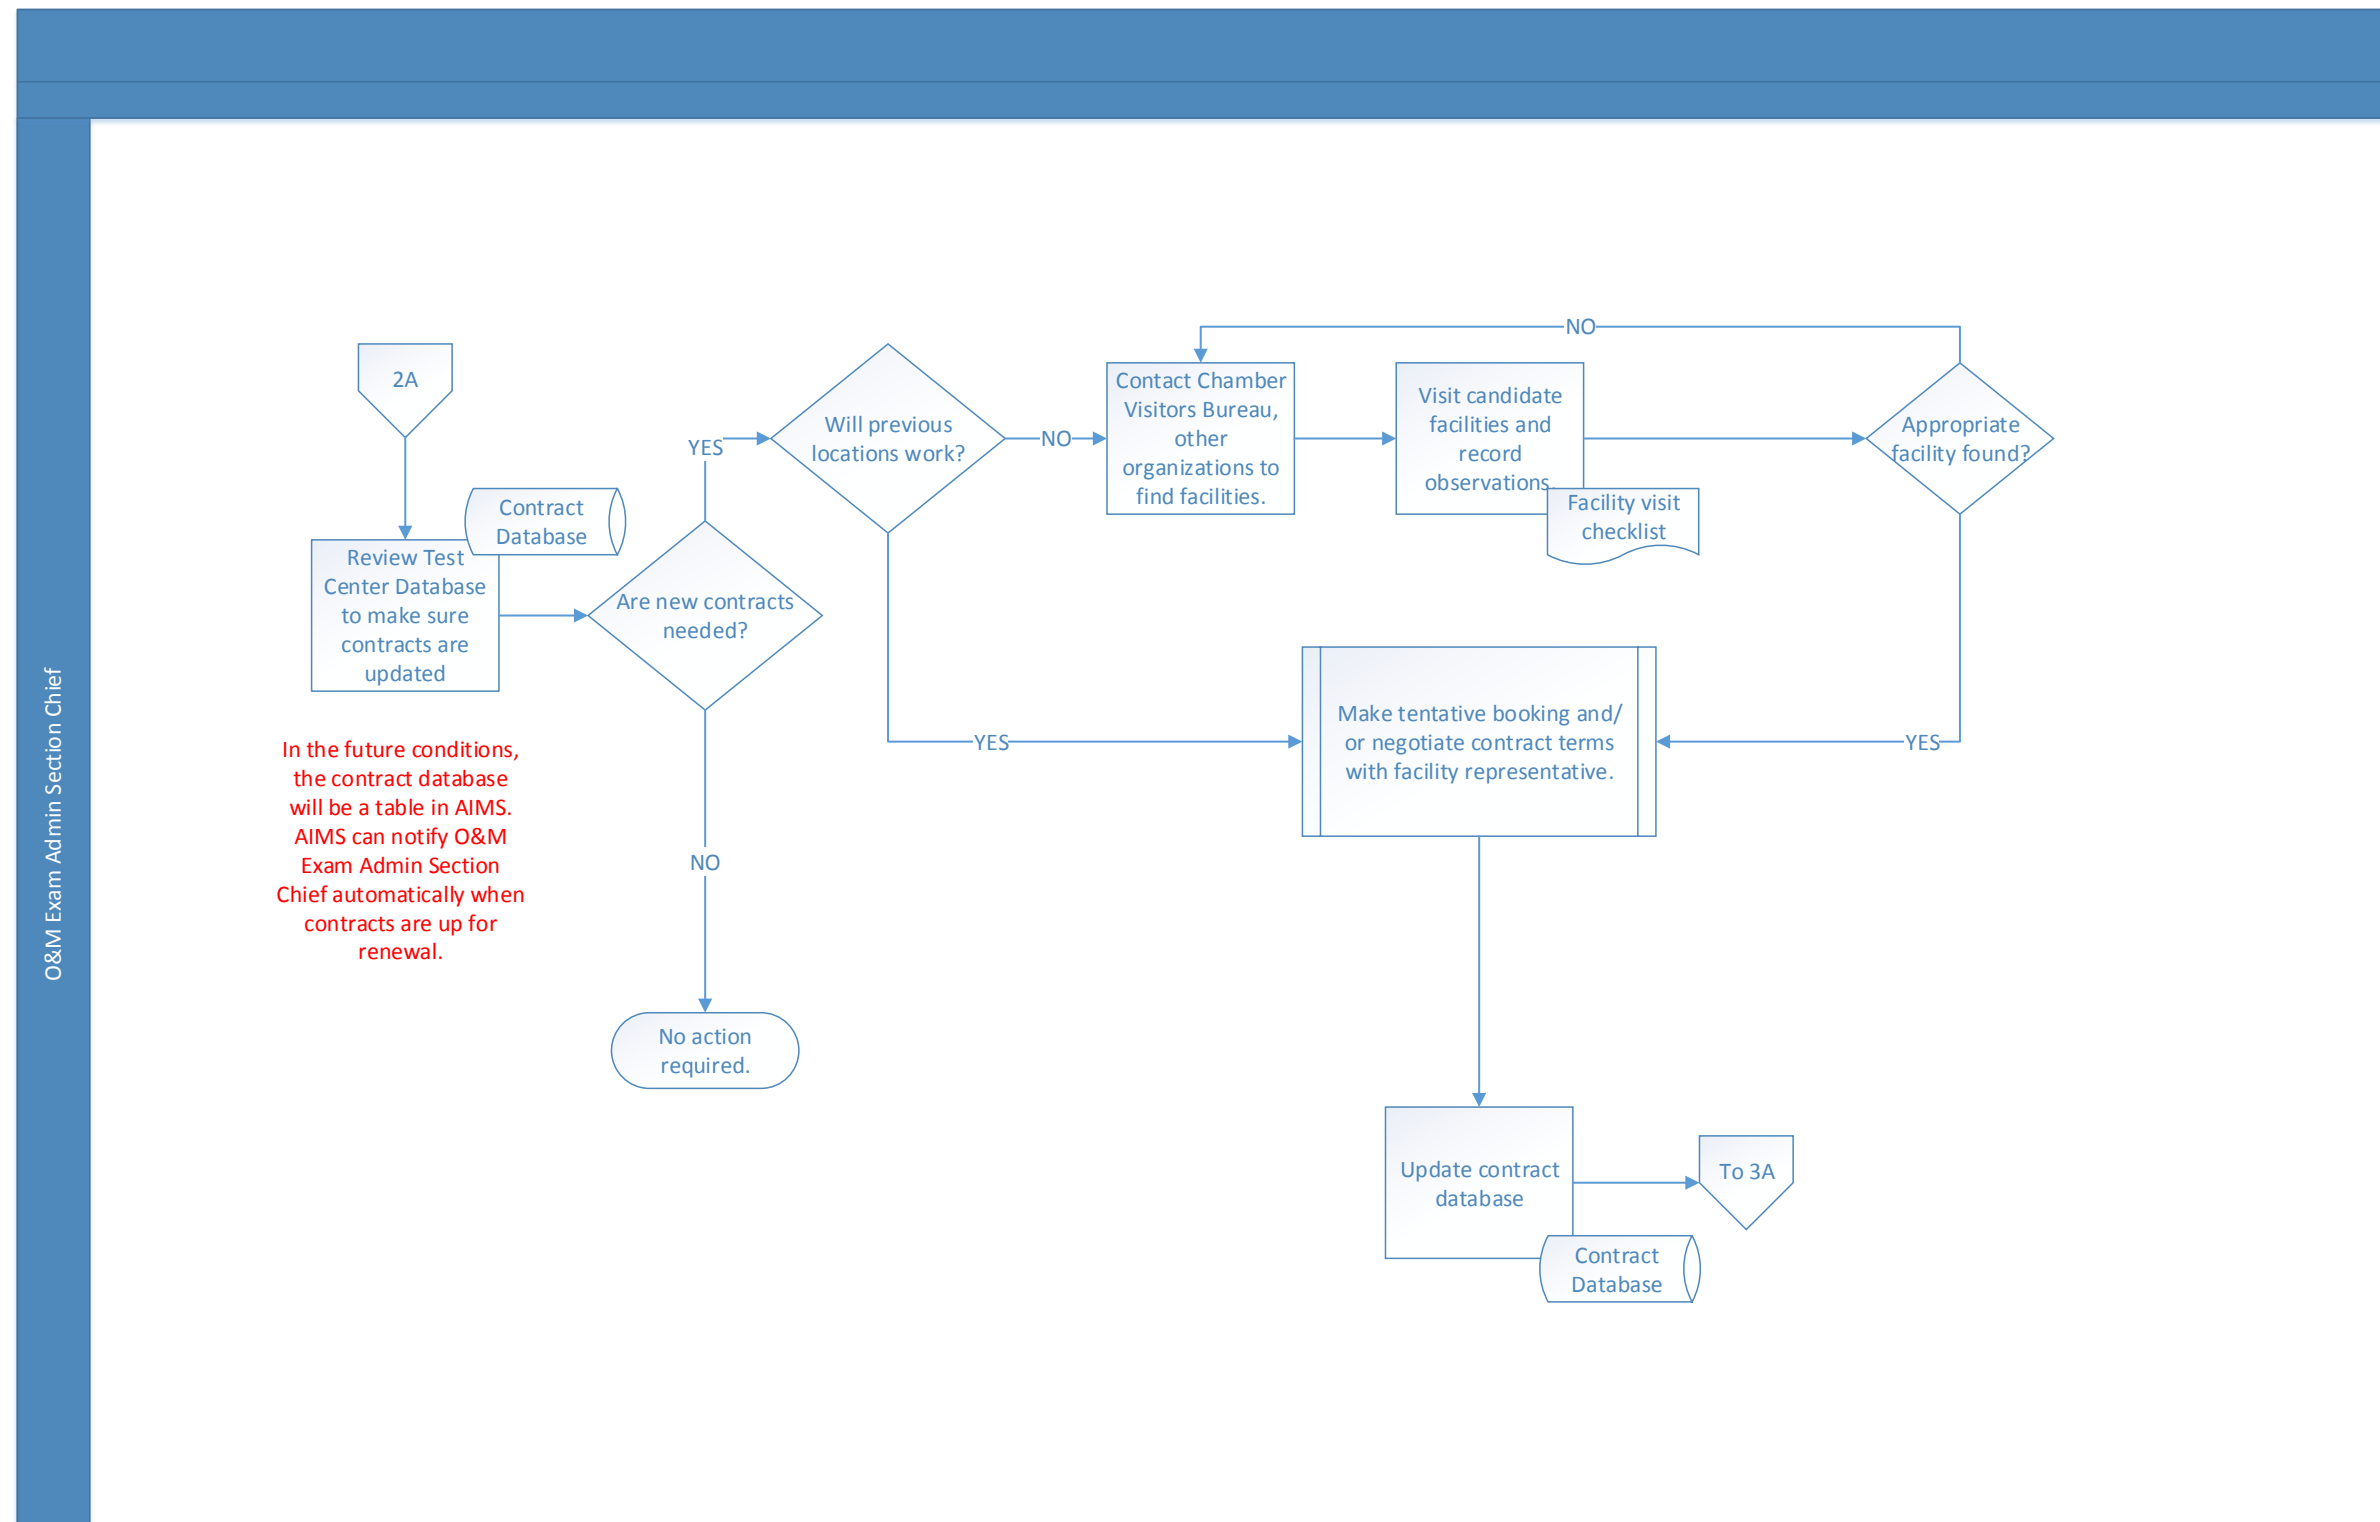 O&M Exam Admin Section Chief
2A
Contract
Database
Review Test
Center Database
to make sure
contracts are
updated
In the future conditions,
the contract database
will be a table in AIMS.
AIMS can notify O&M
Exam Admin Section
Chief automatically when
contracts are up for
renewal.
Are new contracts
needed?
YES
NO
No action
required.
Will previous
locations work?
NO
YES
Contact Chamber
Visitors Bureau,
other
organizations to
find facilities.
Visit candidate
facilities and
record
observations.
Facility visit
checklist
NO
Appropriate
facility found?
YES
Make tentative booking and/
or negotiate contract terms
with facility representative.
Update contract
database
Contract
Database
To 3A